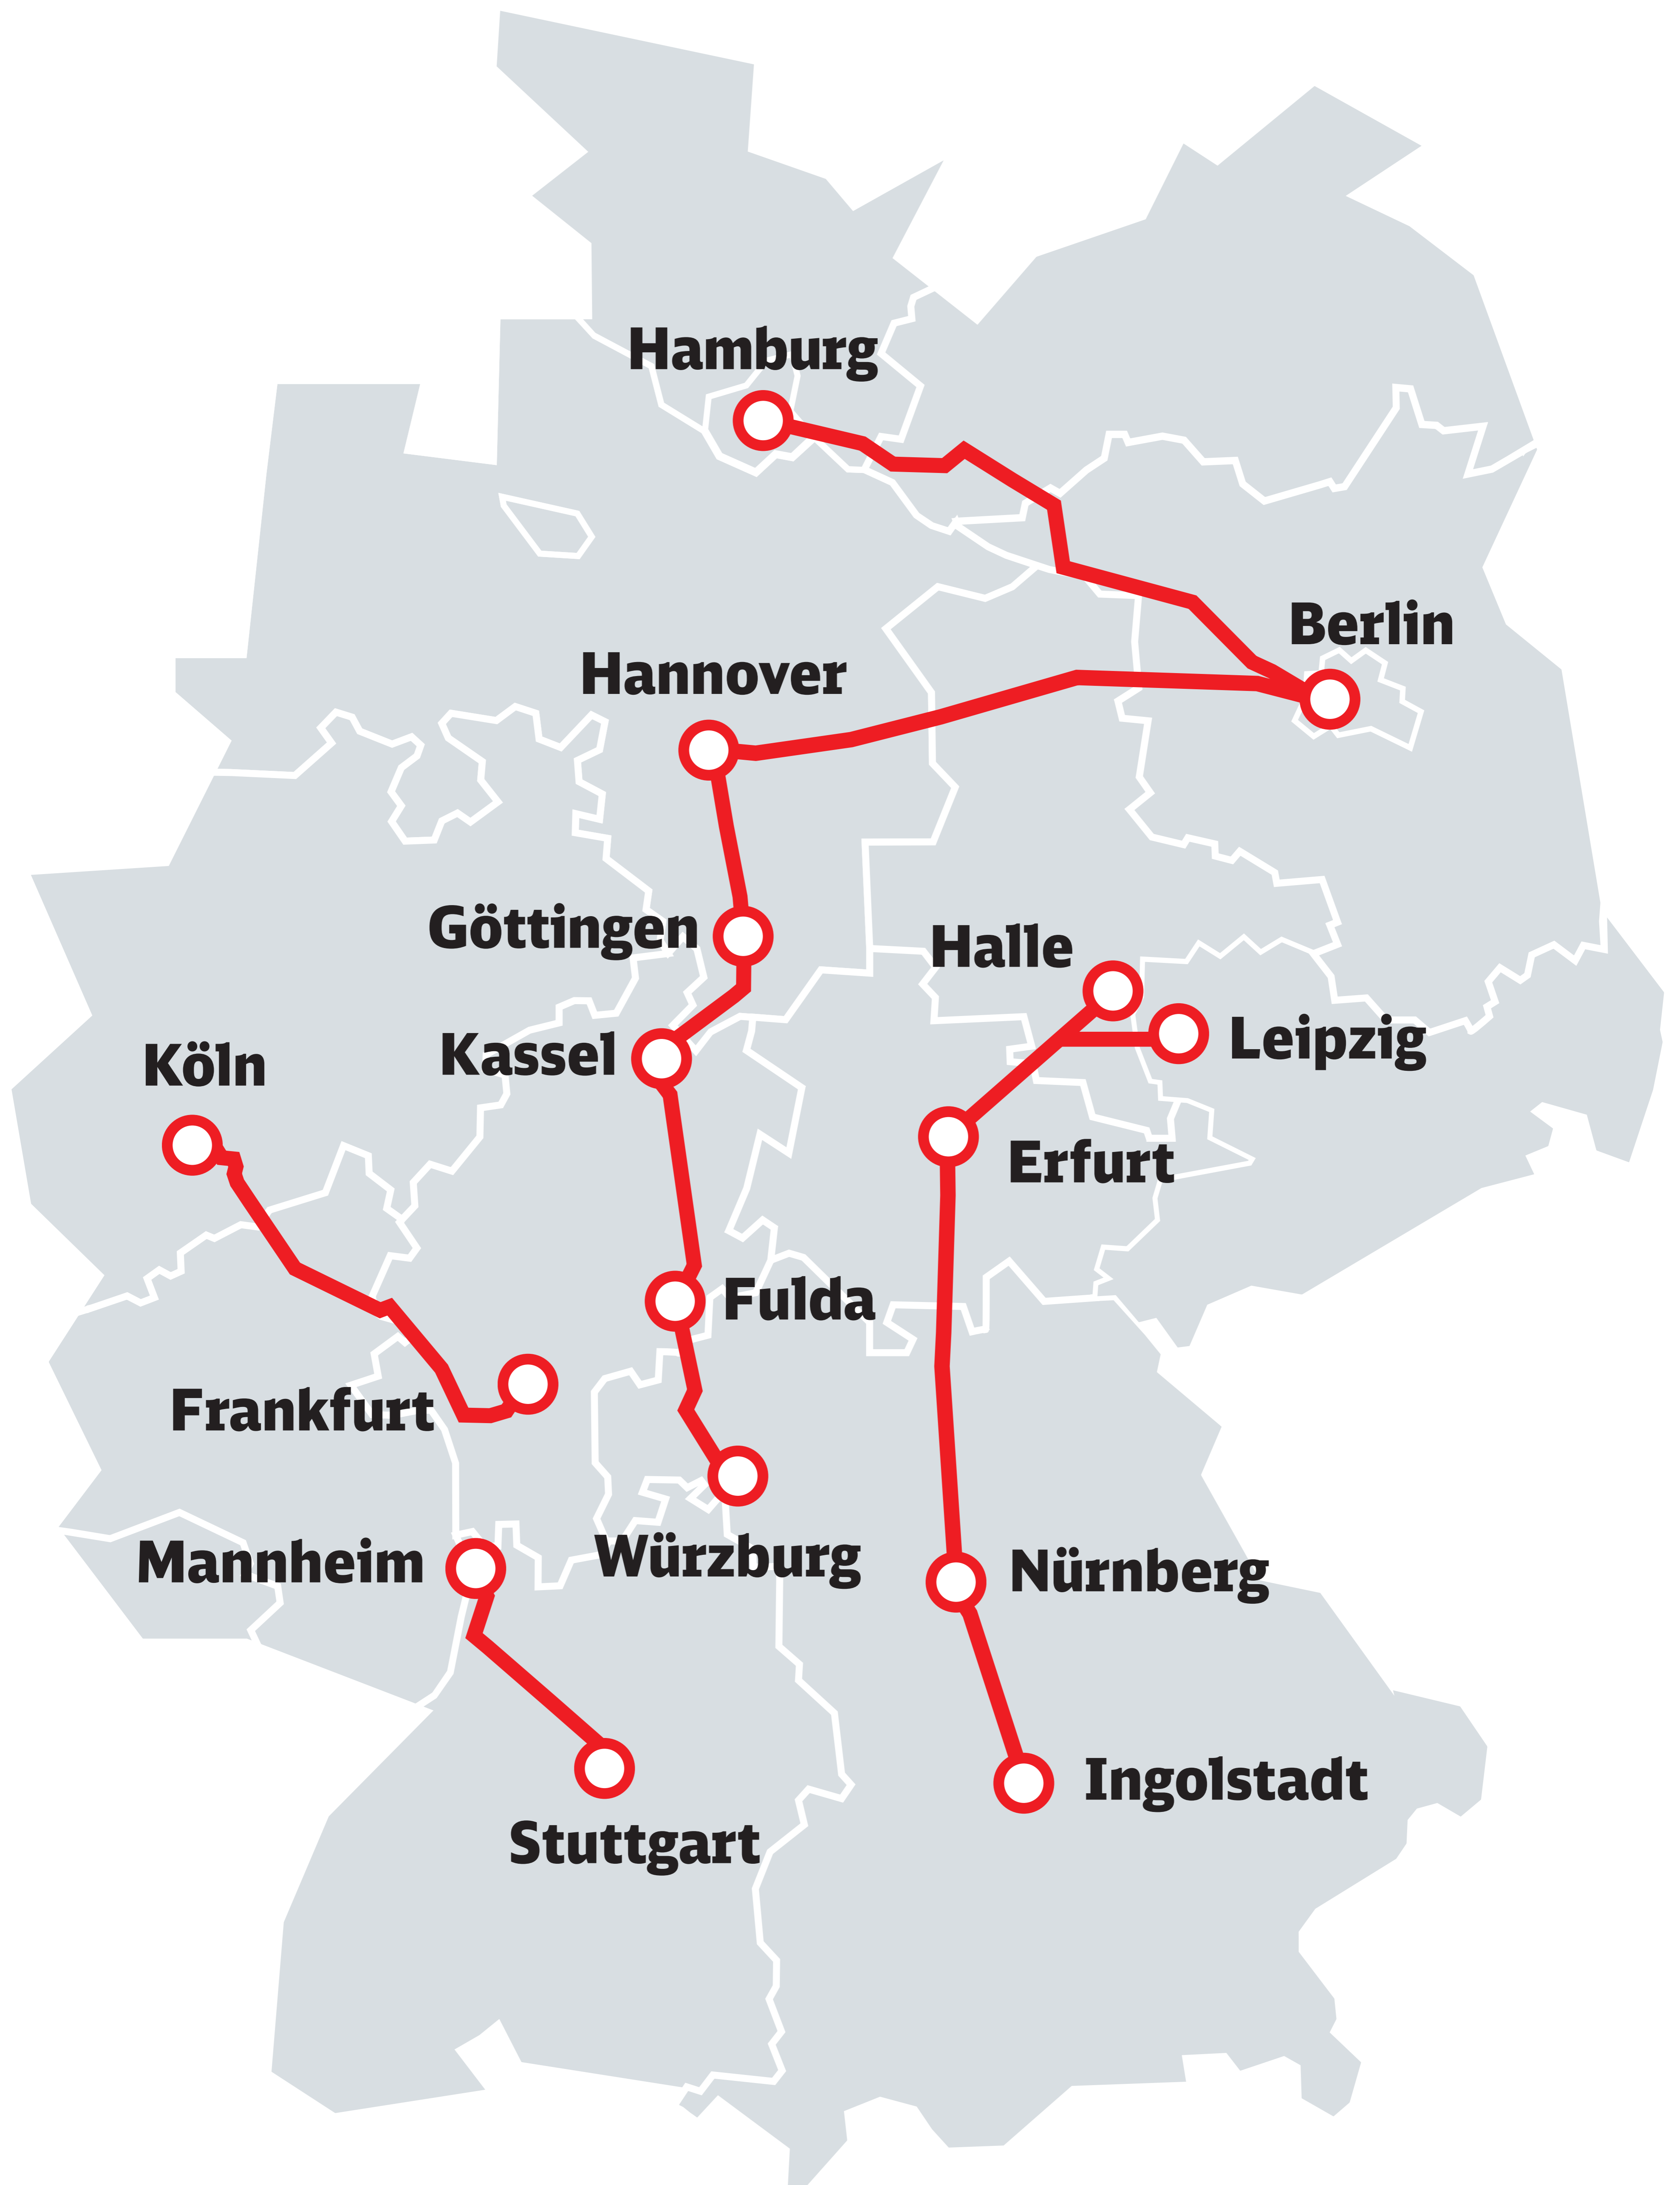 Hamburg
Berlin
Hannover
Göttingen
Halle
Leipzig
Kassel
Köln
Erfurt
Fulda
Frankfurt
Würzburg
Mannheim
Nürnberg
Ingolstadt
Stuttgart